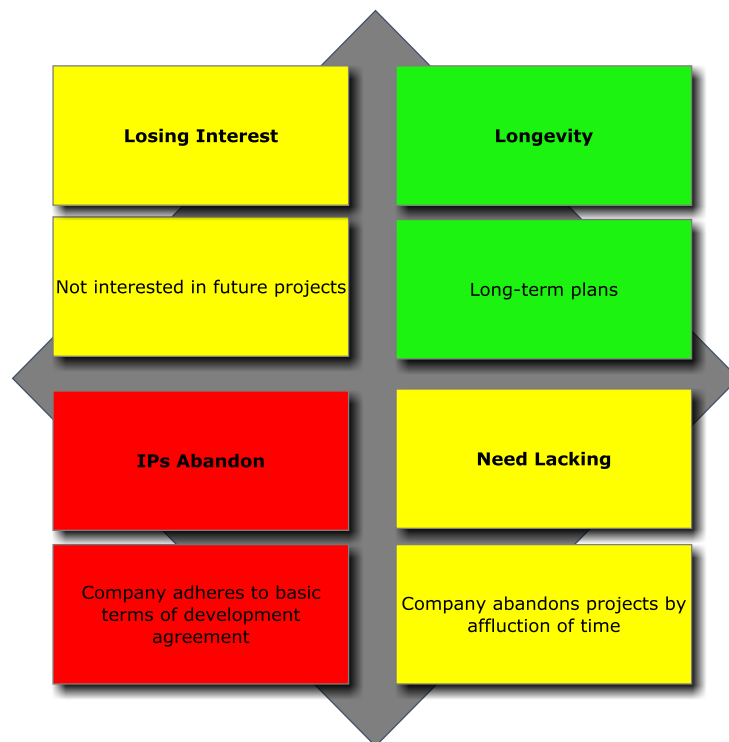 Losing Interest
Longevity
Not interested in future projects
Long-term plans
IPs Abandon
Need Lacking
Company adheres to basic
terms of development
agreement
Company abandons projects by
affluction of time